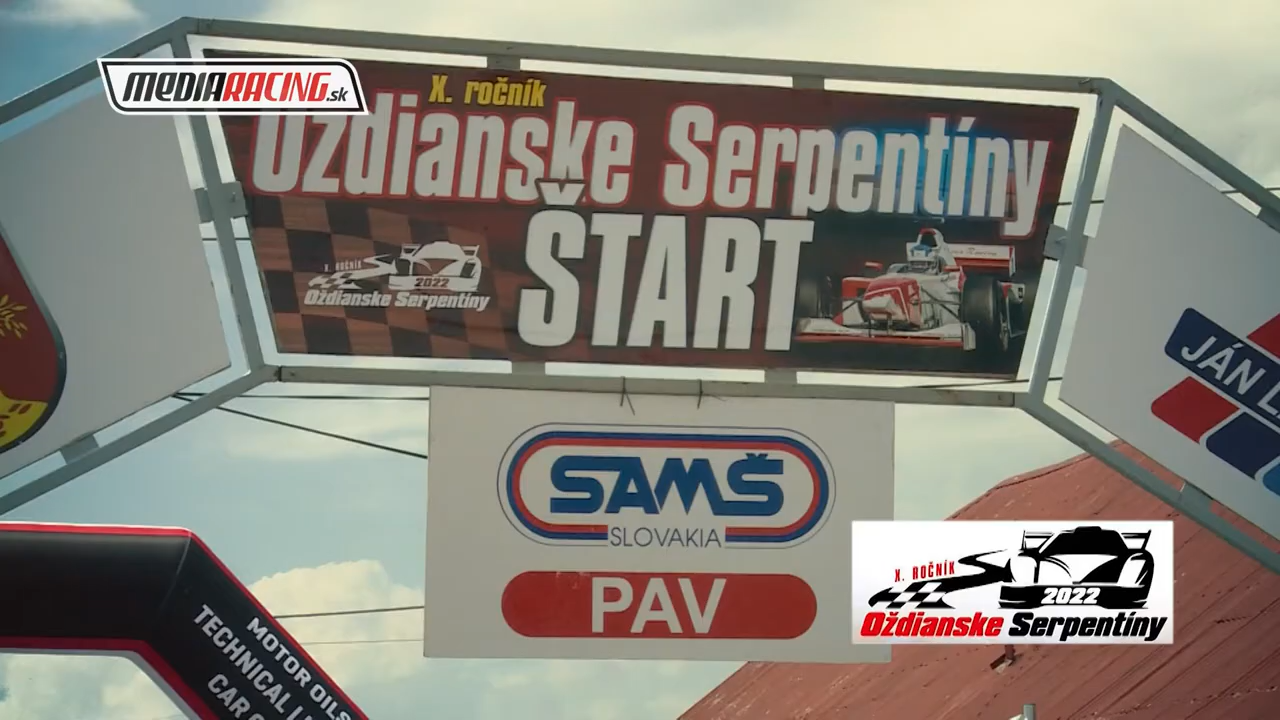 MEDIARACING.sk
X. ročník
Oždianske Serpentíny
ŠTART
X. ROČNÍK
2022
Oždianske Serpentíny
JÁN
SAMŠ
SLOVAKIA
PAV
X. ROČNÍK
2022
Oždianske Serpentíny
MOTOR OILS
TECHNICAL
CAR